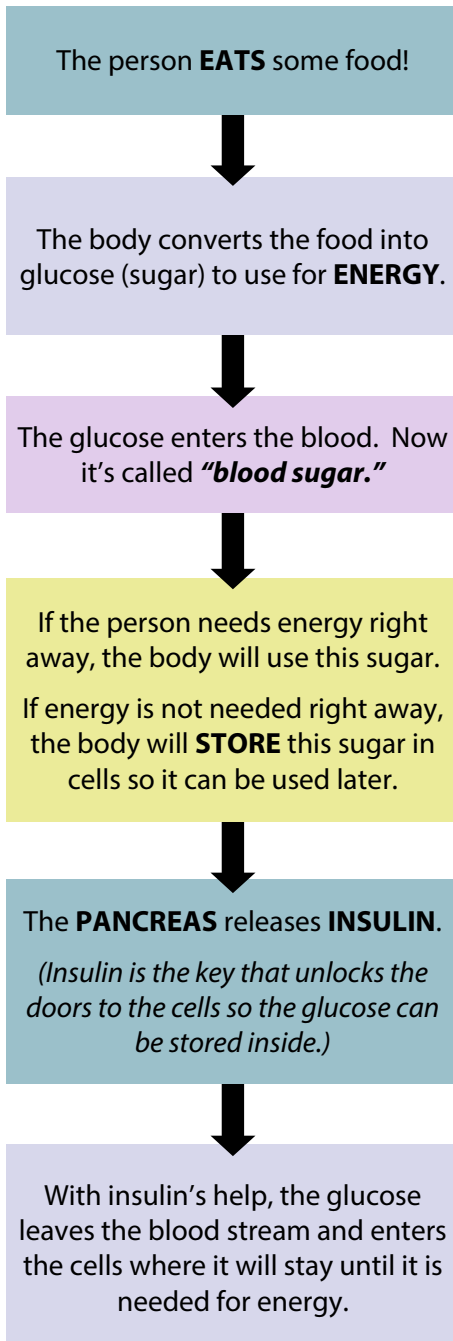 The person EATS some food!
The body converts the food into
glucose (sugar) to use for ENERGY.
The glucose enters the blood.  Now
it’s called “blood sugar.”
If the person needs energy right
away, the body will use this sugar.
If energy is not needed right away,
the body will STORE this sugar in
cells so it can be used later.
The PANCREAS releases INSULIN.
(Insulin is the key that unlocks the
doors to the cells so the glucose can
be stored inside.)
With insulin’s help, the glucose
leaves the blood stream and enters
the cells where it will stay until it is
needed for energy.